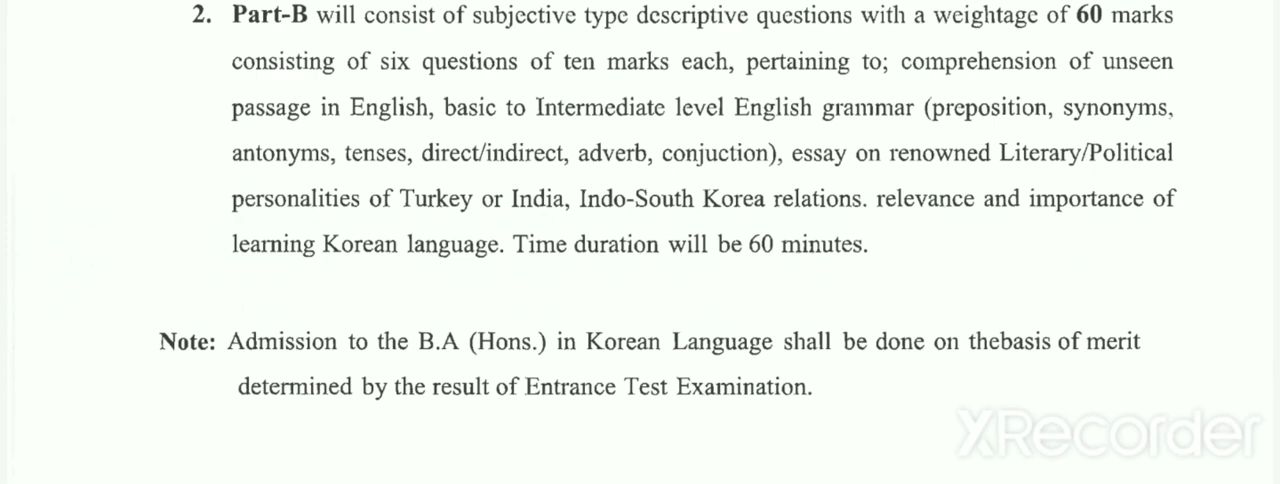 2. Part-B will consist of subjective type descriptive questions with a weightage of 60 marks
consisting of six questions of ten marks each, pertaining to; comprehension of unseen
passage in English, basic to Intermediate level English grammar (preposition, synonyms,
antonyms, tenses, direct/indirect, adverb, conjuction), essay on renowned Literary/Political
personalities of Turkey or India, Indo-South Korea relations. relevance and importance of
learning Korean language. Time duration will be 60 minutes.
Note: Admission to the B.A (Hons.) in Korean Language shall be done on thebasis of merit
determined by the result of Entrance Test Examination.
XRecorder